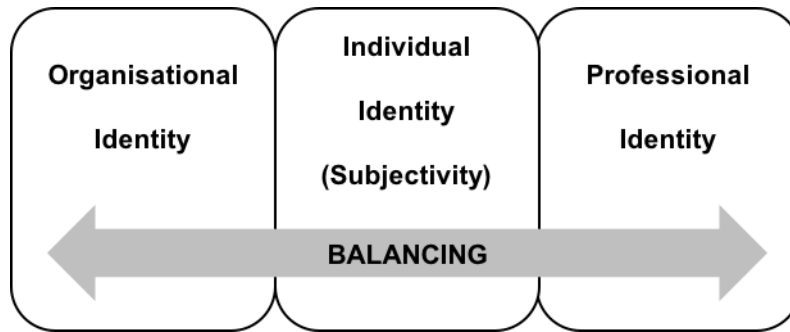 Organisational
Identity
Individual
Identity
(Subjectivity)
Professional
Identity
BALANCING